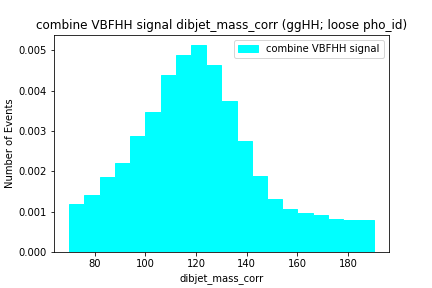 combine VBFHH signal dibjet_mass_corr (ggHH; loose pho_id)
combine VBFHH signal
Number of Events
0.005
0.004
0.003
0.002
0.001
0.000
80 100 120 140 160 180
dibjet_mass_corr